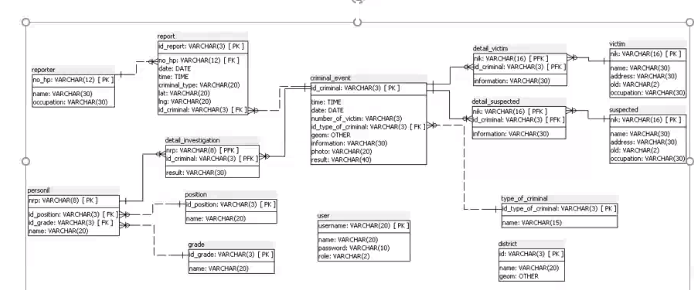 report
id_report: VARCHAR(3) [ PK ]
no_hp: VARCHAR(12) [ FK ]
date: DATE
time: TIME
criminal_type: VARCHAR(20)
lat: VARCHAR(20)
lng: VARCHAR(20)
id_criminal: VARCHAR(3) [ FK ]
reporter
no_hp: VARCHAR(12) [ PK ]
name: VARCHAR(30)
occupation: VARCHAR(30)
criminal_event
id_criminal: VARCHAR(3) [ PK ]
time: TIME
date: DATE
number_of_victim: VARCHAR(3)
id_type_of_criminal: VARCHAR(3) [ FK ]
geom: OTHER
information: VARCHAR(30)
photo: VARCHAR(20)
result: VARCHAR(40)
detail_victim
nik: VARCHAR(16) [ PFK ]
id_criminal: VARCHAR(3) [ PFK ]
information: VARCHAR(30)
victim
nik: VARCHAR(16) [ PK ]
name: VARCHAR(30)
address: VARCHAR(30)
old: VARCHAR(2)
occupation: VARCHAR(30)
detail_suspected
nik: VARCHAR(16) [ PFK ]
id_criminal: VARCHAR(3) [ PFK ]
information: VARCHAR(30)
suspected
nik: VARCHAR(16) [ PK ]
name: VARCHAR(30)
address: VARCHAR(30)
old: VARCHAR(2)
occupation: VARCHAR(30)
detail_investigation
nrp: VARCHAR(8) [ PFK ]
id_criminal: VARCHAR(3) [ PFK ]
result: VARCHAR(30)
personil
nrp: VARCHAR(8) [ PK ]
id_position: VARCHAR(3) [ FK ]
id_grade: VARCHAR(3) [ FK ]
name: VARCHAR(20)
position
id_position: VARCHAR(3) [ PK ]
name: VARCHAR(20)
grade
id_grade: VARCHAR(3) [ PK ]
name: VARCHAR(20)
user
username: VARCHAR(20) [ PK ]
name: VARCHAR(20)
password: VARCHAR(10)
role: VARCHAR(2)
type_of_criminal
id_type_of_criminal: VARCHAR(3) [ PK ]
name: VARCHAR(15)
detrict
id: VARCHAR(3) [ PK ]
name: VARCHAR(20)
geom: OTHER